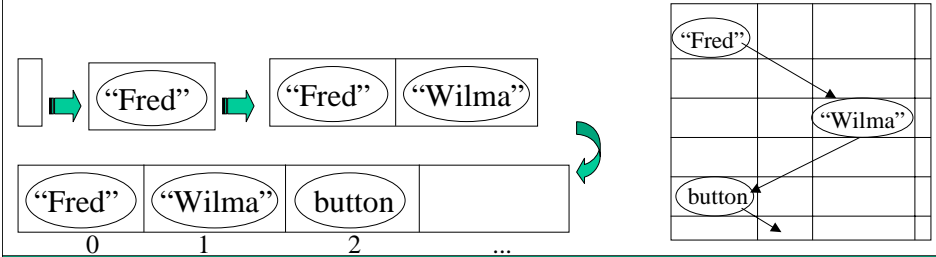 “Fred” “Fred” “Wilma”
“Fred” “Wilma” button
0 1 2 ...
“Fred”
“Wilma”
button